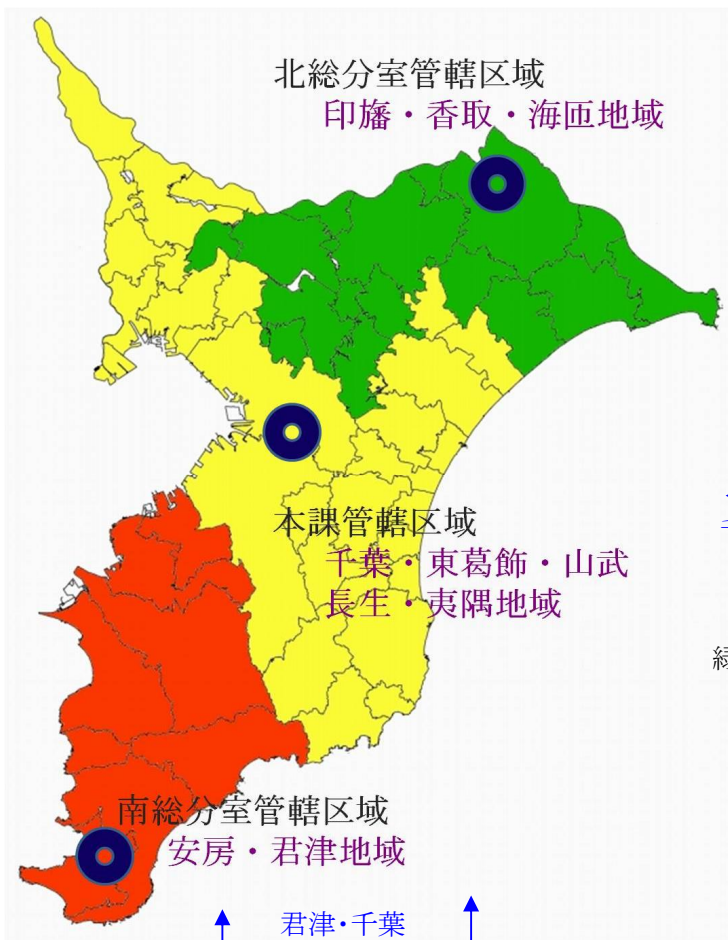 北総分室管轄区域
印旛・香取・海匝地域
本課管轄区域
千葉・東葛飾・山武
長生・夷隅地域
緑
南総分室管轄区域
安房・君津地域
君津･千葉